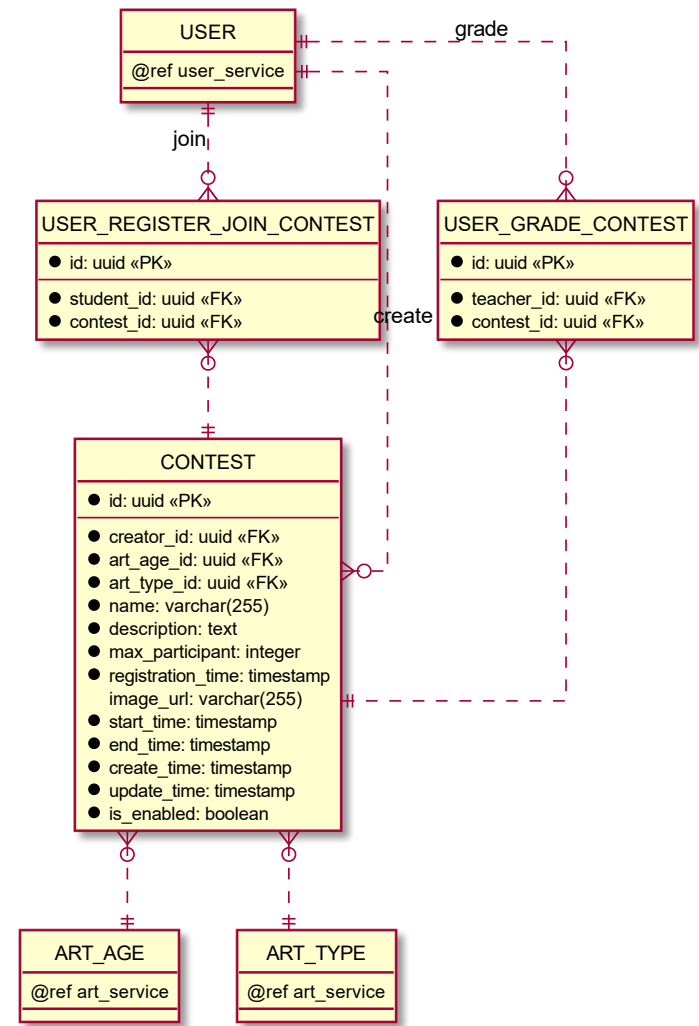 USER
@ref user_service
grade
join
USER_REGISTER_JOIN_CONTEST
id: uuid «PK»
student_id: uuid «FK»
contest_id: uuid «FK»
USER_GRADE_CONTEST
id: uuid «PK»
teacher_id: uuid «FK»
contest_id: uuid «FK»
create
CONTEST
id: uuid «PK»
creator_id: uuid «FK»
art_age_id: uuid «FK»
art_type_id: uuid «FK»
name: varchar(255)
description: text
max_participant: integer
registration_time: timestamp
image_url: varchar(255)
start_time: timestamp
end_time: timestamp
create_time: timestamp
update_time: timestamp
is_enabled: boolean
ART_AGE
@ref art_service
ART_TYPE
@ref art_service